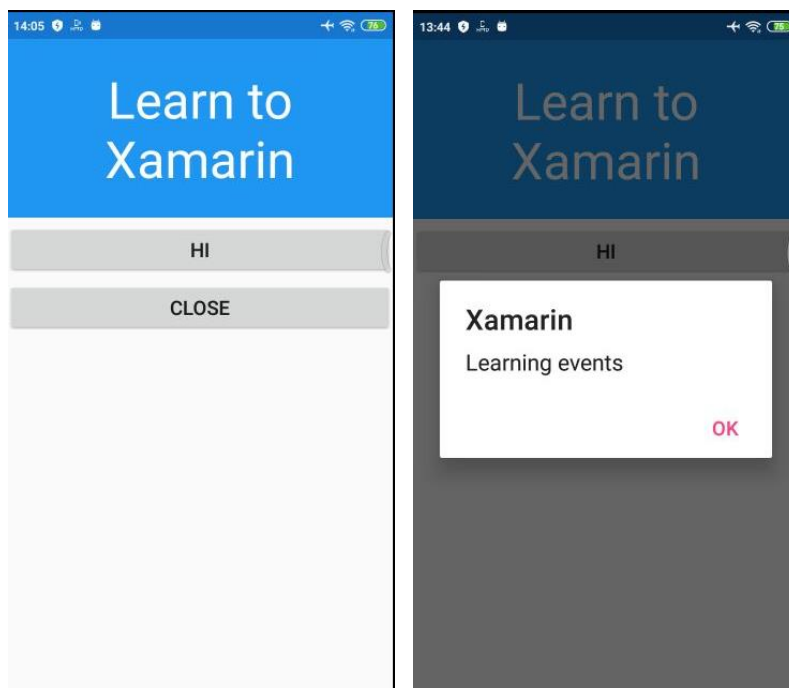 14:05
76
Learn to
Xamarin
HI
CLOSE
13:44
75
Learn to
Xamarin
HI
Xamarin
Learning events
OK